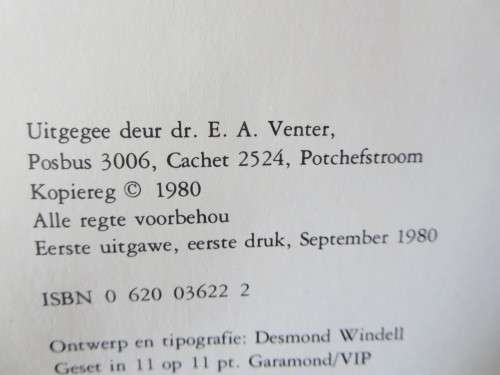 Uitgegee deur dr. E. A. Venter,
Posbus 3006, Cachet 2524, Potchefstroom
Kopiereg © 1980
Alle regte voorbehou
Eerste uitgawe, eerste druk, September 1980
ISBN 0 620 03622 2
Ontwerp en tipografie: Desmond Windell
Geset in 11 op 11 pt. Garamond/VIP